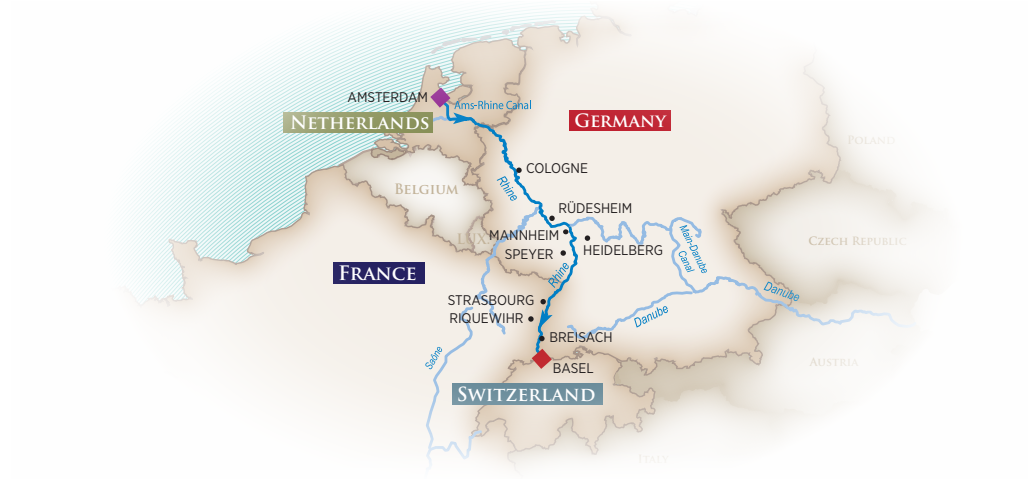 AMSTERDAM
Ams-Rhine Canal
NETHERLANDS
GERMANY
POLAND
COLOGNE
BELGIUM
Rhine
RÜDESHEIM
MANNHEIM
HEIDELBERG
Main-Danube
Canal
CZECH REPUBLIC
LUX
SPEYER
FRANCE
Rhine
Danube
STRASBOURG
RIQUEWIHR
Danube
BREISACH
Saône
BASEL
AUSTRIA
SWITZERLAND
ITALY